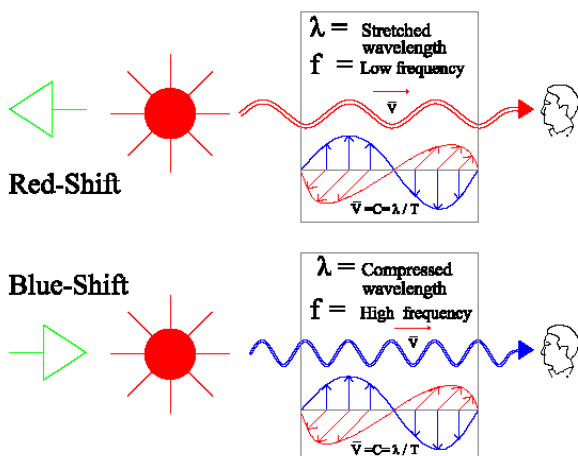 λ = Stretched
wavelength
f = Low frequency
V̅
Red-Shift
V̅ =C= λ / T
Blue-Shift
λ = Compressed
wavelength
f = High frequency
V̅
V̅ =C= λ / T